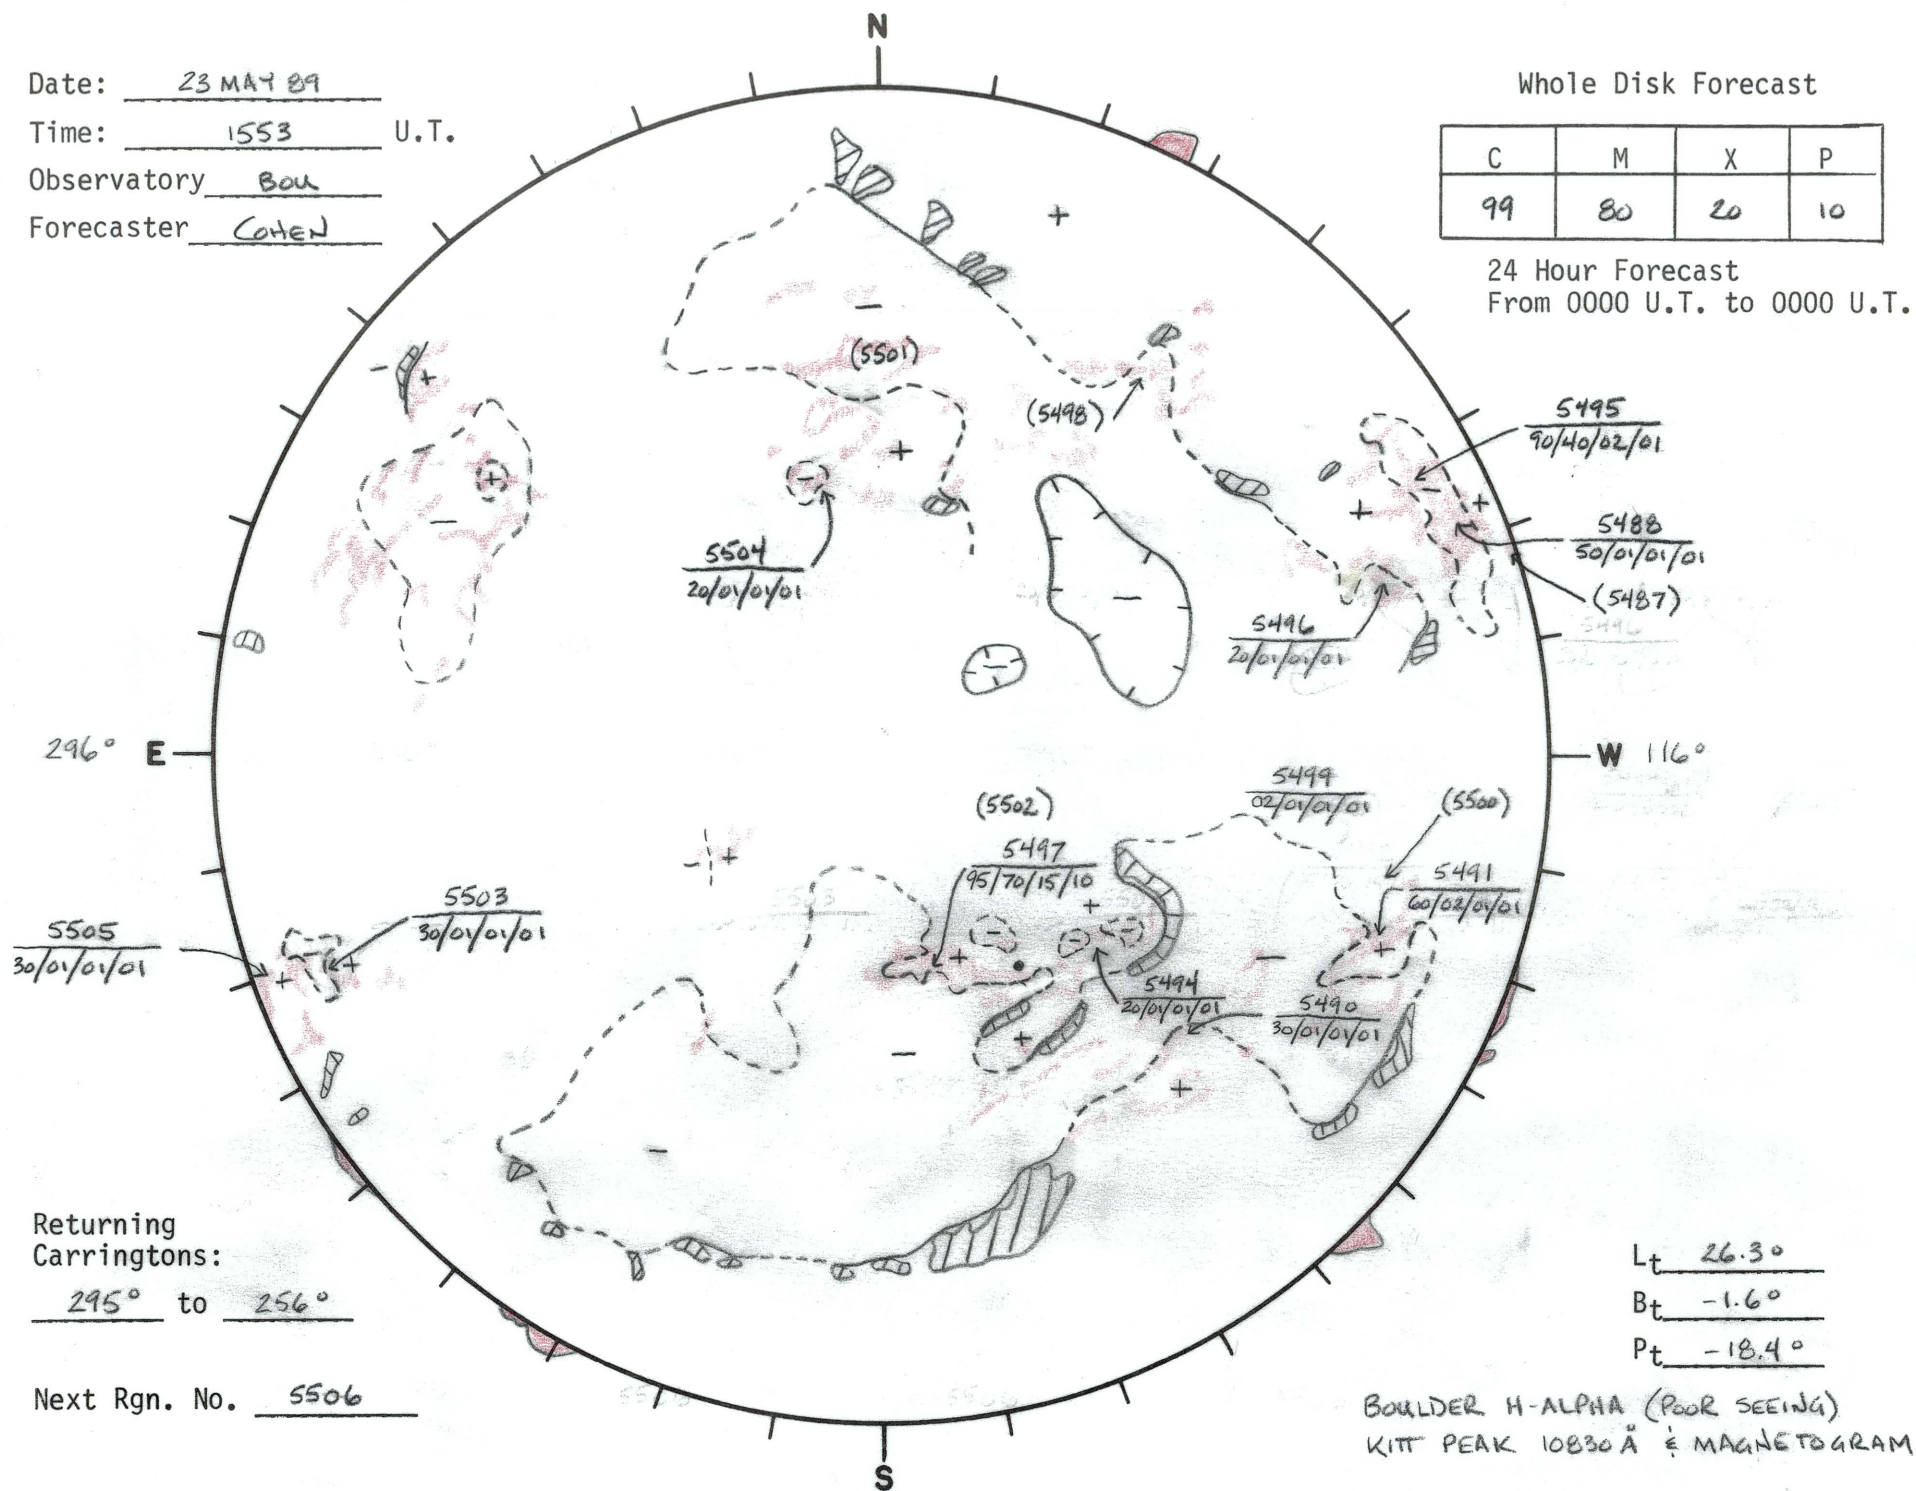 N
Date: 23 MAY 89
Time: 1553 U.T.
Observatory BOU
Forecaster COHEN
Whole Disk Forecast
C M X P
99 80 20 10
24 Hour Forecast
From 0000 U.T. to 0000 U.T.
+
−
(5501)
− +
(5498)
5495
90/40/02/01
+
−
+
−
+
− +
5488
50/01/01/01
5504
20/01/01/01
(5487)
−
5496
20/01/01/01
5496
−
296° E
W 116°
5499
02/01/01/01
(5500)
(5502)
5497
95/70/15/10
− +
5491
60/02/01/01
5503
30/01/01/01
5505
30/01/01/01
+
− − −
+ +
+
−
+
5494
20/01/01/01
5490
30/01/01/01
+
−
+
−
Returning
Carringtons:
295° to 256°
Next Rgn. No. 5506
Lt 26.3°
Bt -1.6°
Pt -18.4°
BOULDER H-ALPHA (POOR SEEING)
KITT PEAK 10830 Å & MAGNETOGRAM
S